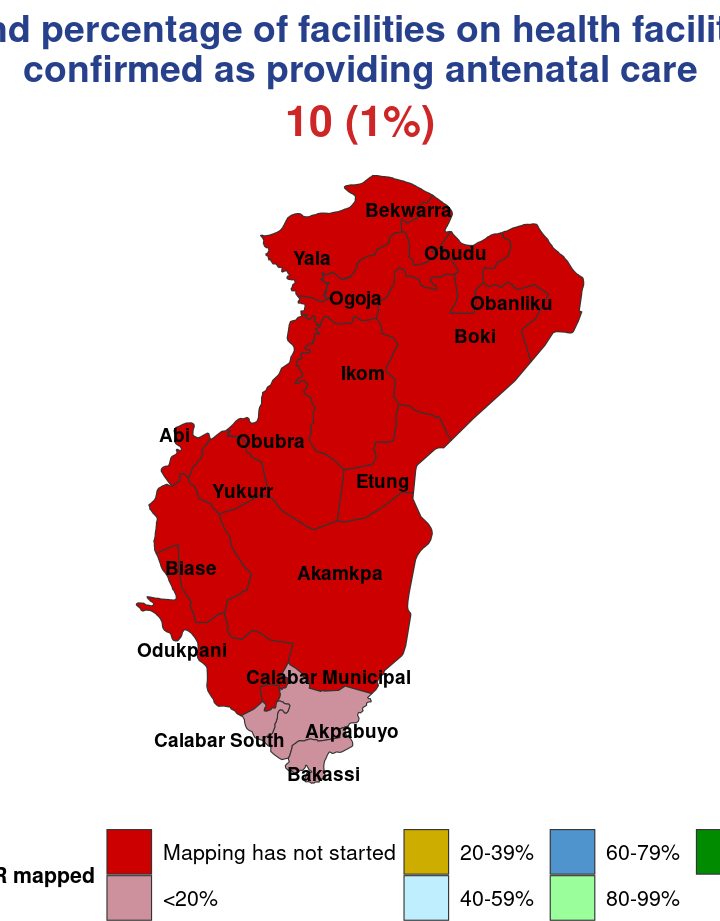 percentage of facilities on health
confirmed as providing antenatal care
10 (1%)
Bekwarra
Yala
Obudu
Ogoja
Obanliku
Boki
Ikom
Abi
Obubra
Yukurr
Etung
Biase
Akamkpa
Odukpani
Calabar Municipal
Calabar South
Akpabuyo
Bakassi
mapped
Mapping has not started
20-39%
60-79%
<20%
40-59%
80-99%